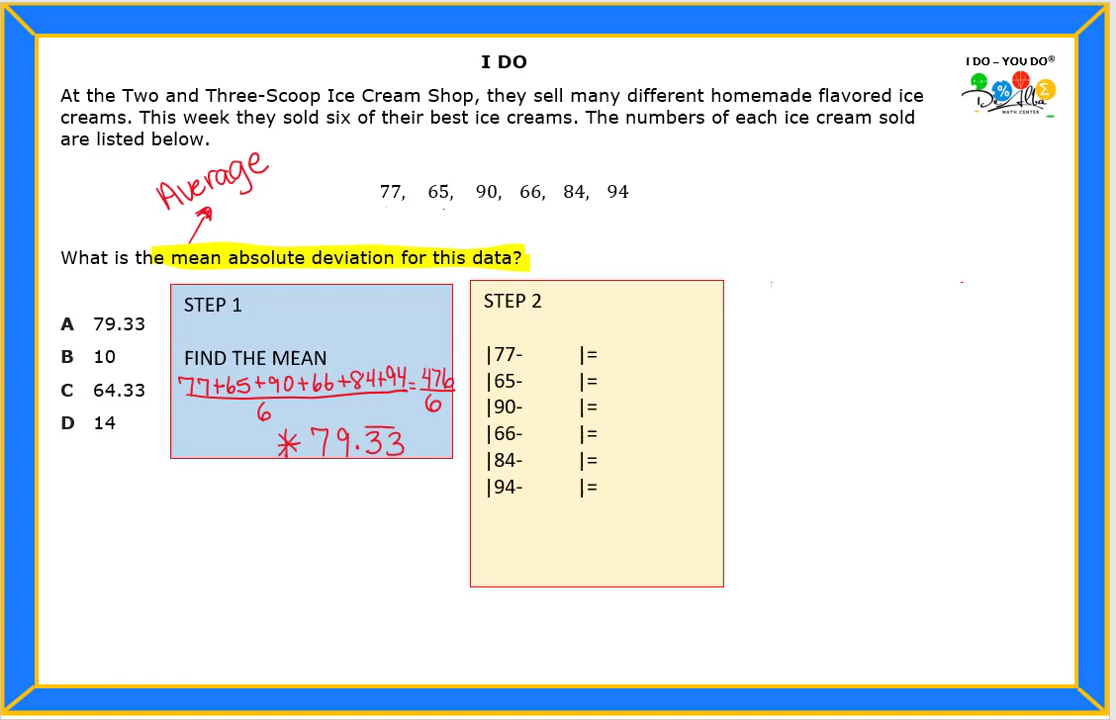 I DO
I DO – YOU DO®
De Alba
MATH CENTER
%
Σ
At the Two and Three-Scoop Ice Cream Shop, they sell many different homemade flavored ice
creams. This week they sold six of their best ice creams. The numbers of each ice cream sold
are listed below.
Average
77, 65, 90, 66, 84, 94
What is the mean absolute deviation for this data?
A 79.33
B 10
C 64.33
D 14
STEP 1
FIND THE MEAN
77+65+90+66+84+94 = 476
6 6
* 79.33
STEP 2
|77- |=
|65- |=
|90- |=
|66- |=
|84- |=
|94- |=